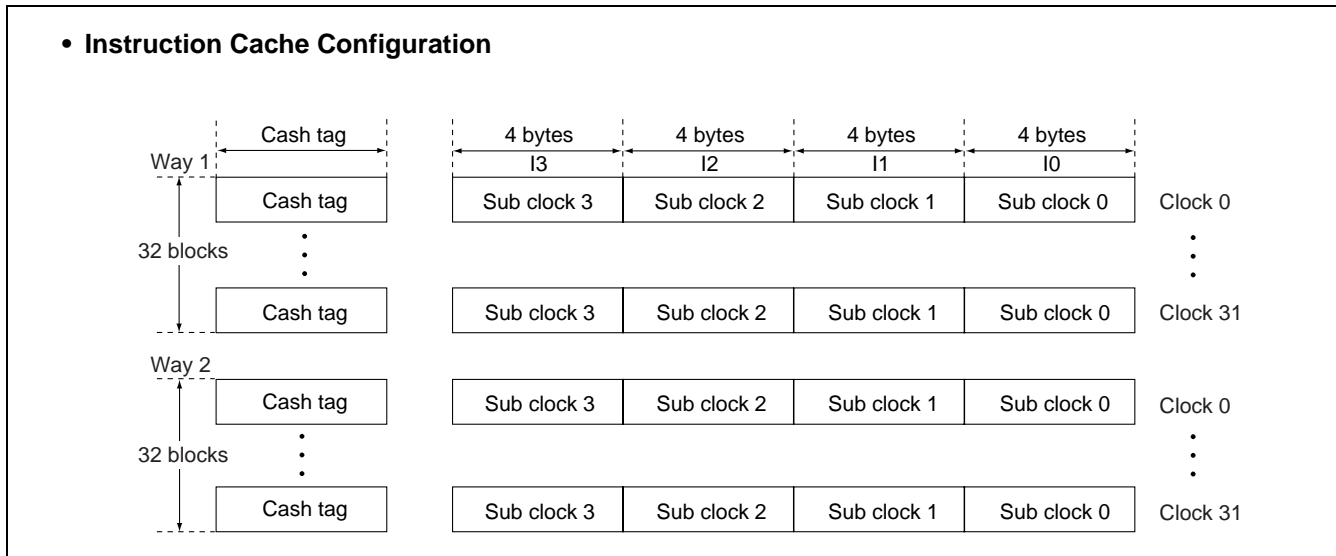 • Instruction Cache Configuration
Cash tag 4 bytes 4 bytes 4 bytes 4 bytes
Way 1 I3 I2 I1 I0
Cash tag Sub clock 3 Sub clock 2 Sub clock 1 Sub clock 0 Clock 0
32 blocks
Cash tag Sub clock 3 Sub clock 2 Sub clock 1 Sub clock 0 Clock 31
Way 2
Cash tag Sub clock 3 Sub clock 2 Sub clock 1 Sub clock 0 Clock 0
32 blocks
Cash tag Sub clock 3 Sub clock 2 Sub clock 1 Sub clock 0 Clock 31